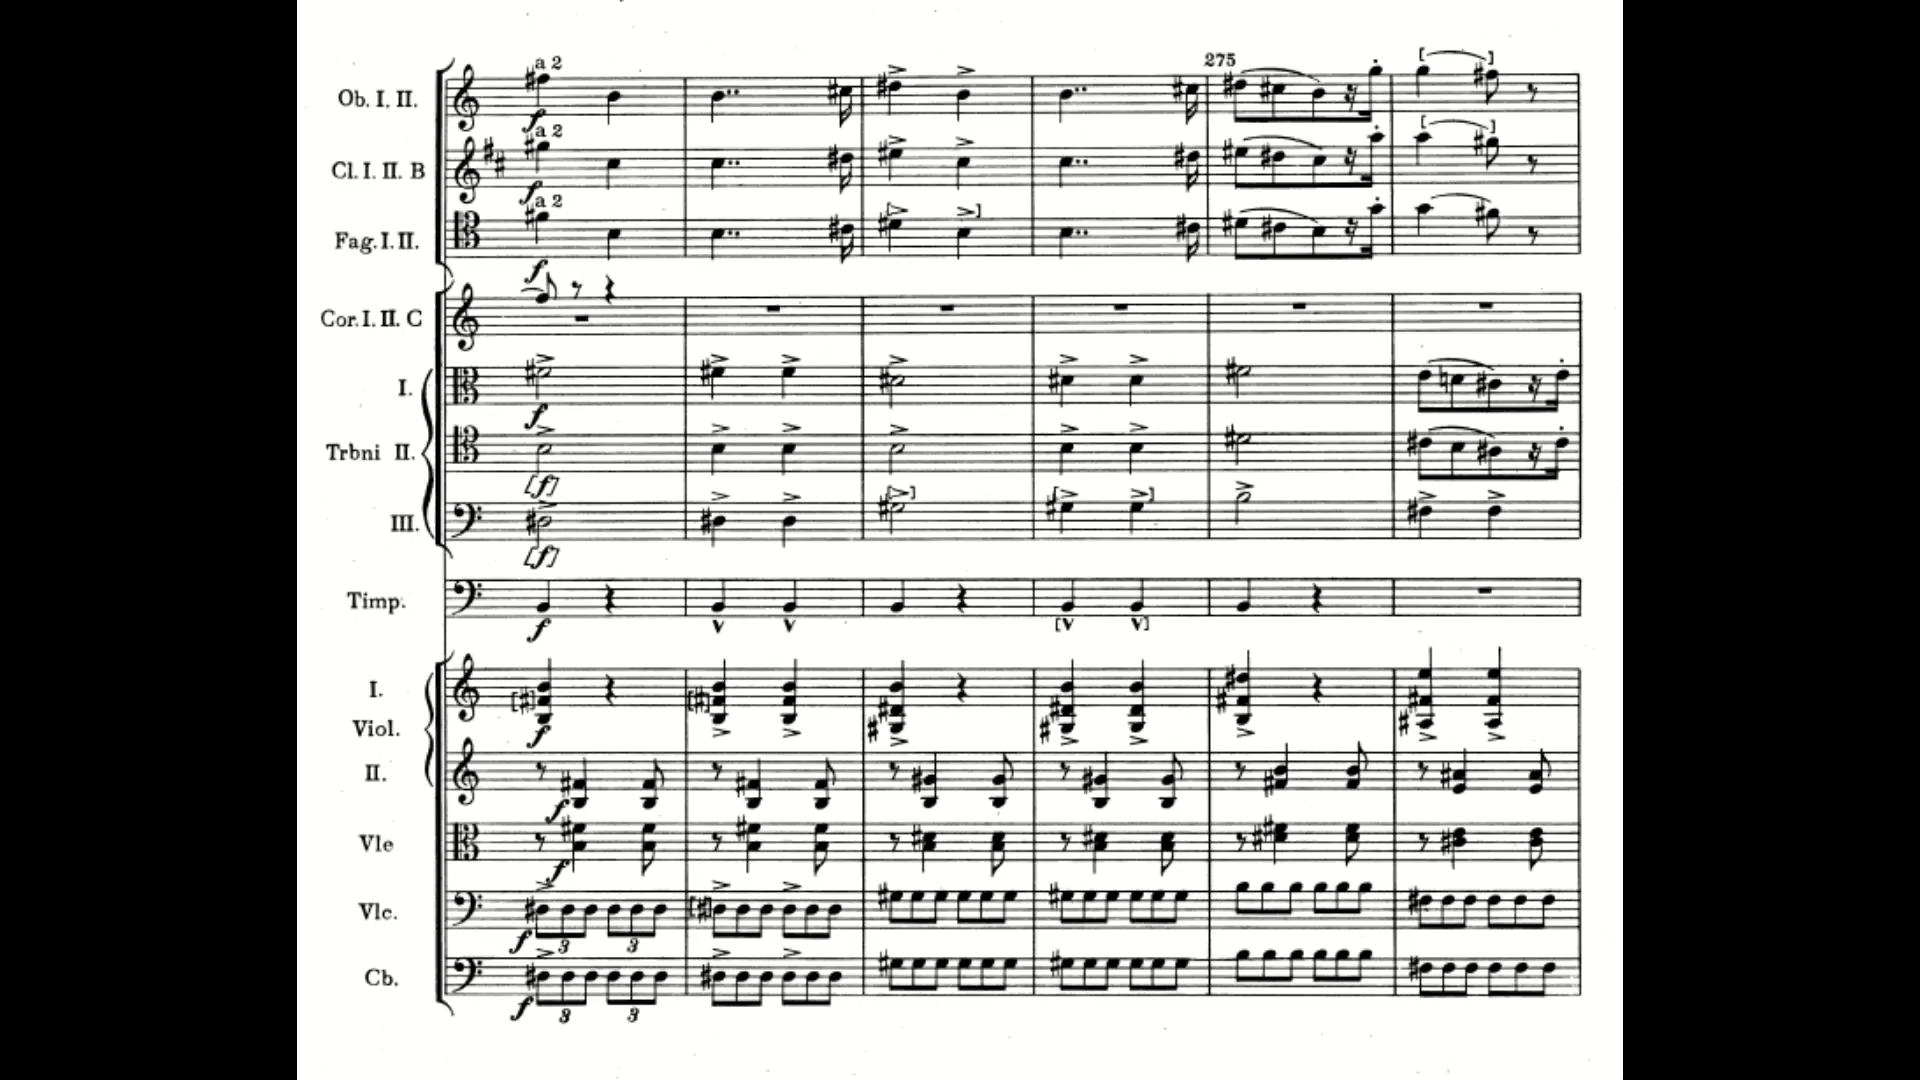 275
a 2
Ob. I. II.
f
a 2
Cl. I. II. B
f
a 2
Fag. I. II.
f
Cor. I. II. C
I.
f
Trbni II.
[f]
III.
[f]
Timp.
f
I.
Viol.
f
II.
f
Vle
f
Vlc.
f 3 3
Cb.
f 3 3